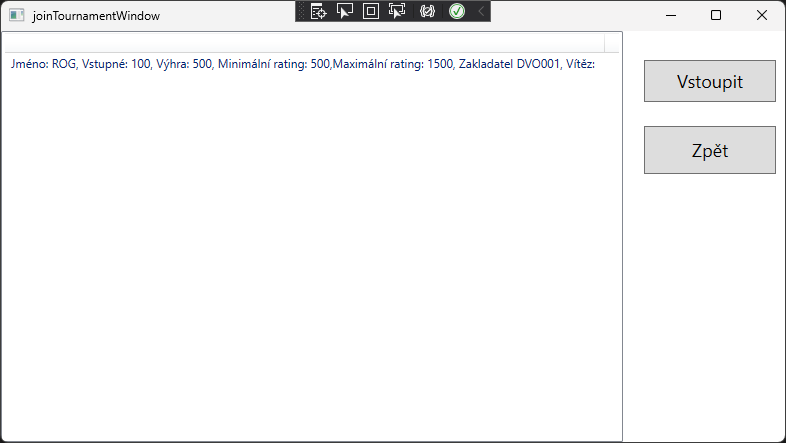 joinTournamentWindow
Jméno: ROG, Vstupné: 100, Výhra: 500, Minimální rating: 500,Maximální rating: 1500, Zakladatel DVO001, Vítěz:
Vstoupit
Zpět